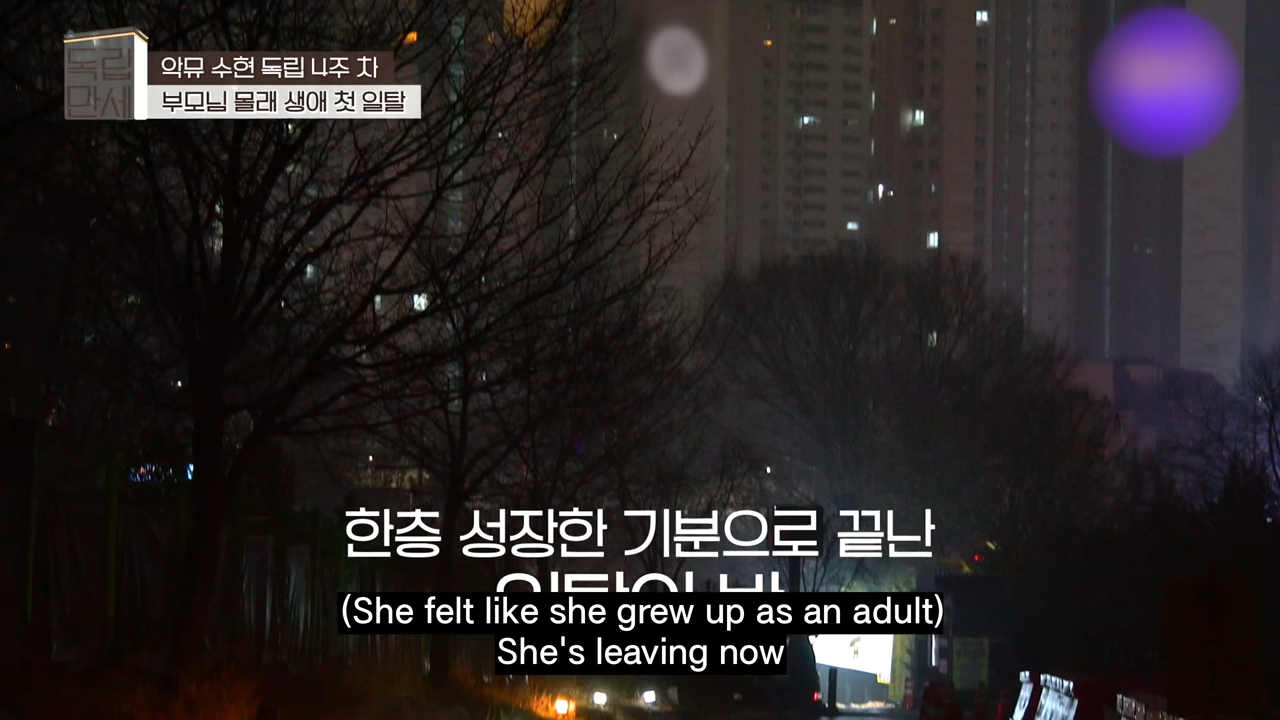 독립
만세
악뮤 수현 독립 4주 차
부모님 몰래 생애 첫 일탈
한층 성장한 기분으로 끝난
(She felt like she grew up as an adult)
She's leaving now